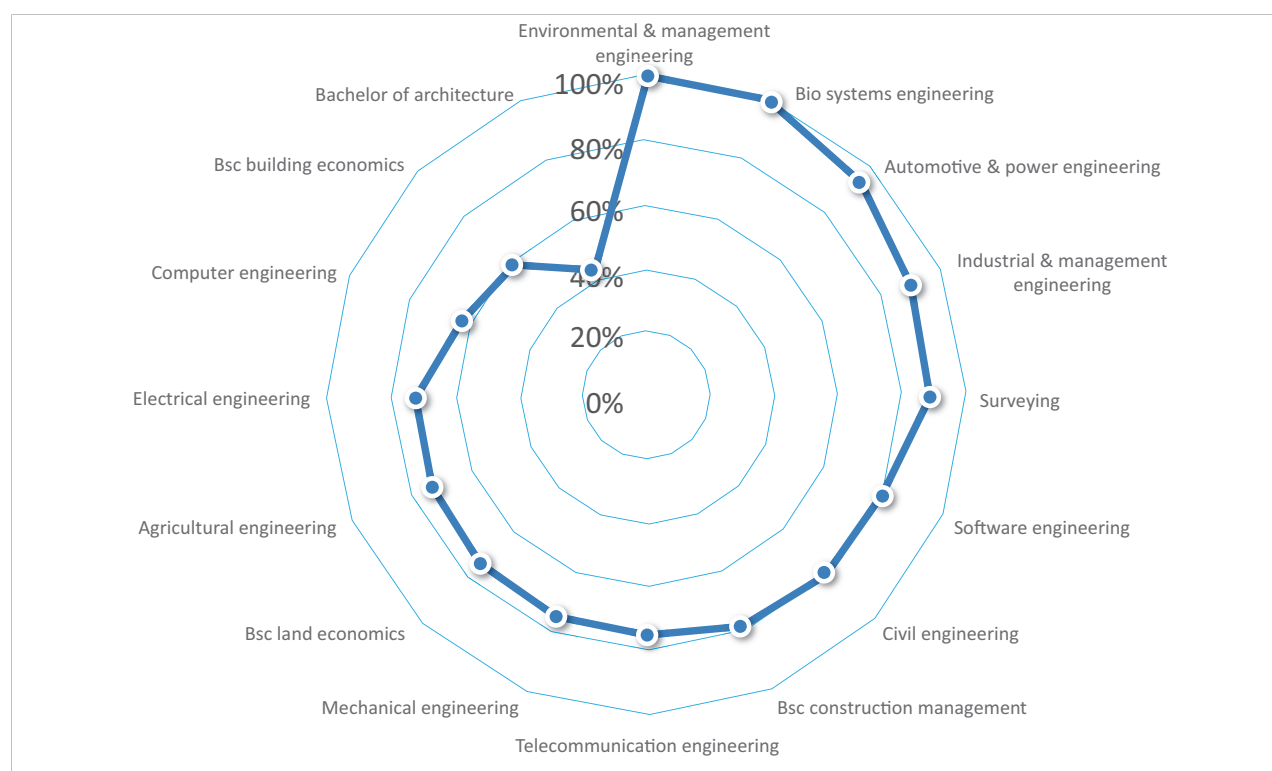 Environmental & management
engineering
100%
Bachelor of architecture
Bio systems engineering
80%
Bsc building economics
Automotive & power engineering
60%
Computer engineering
Industrial & management
engineering
40%
20%
Electrical engineering
0%
Surveying
Agricultural engineering
Software engineering
Bsc land economics
Civil engineering
Mechanical engineering
Bsc construction management
Telecommunication engineering